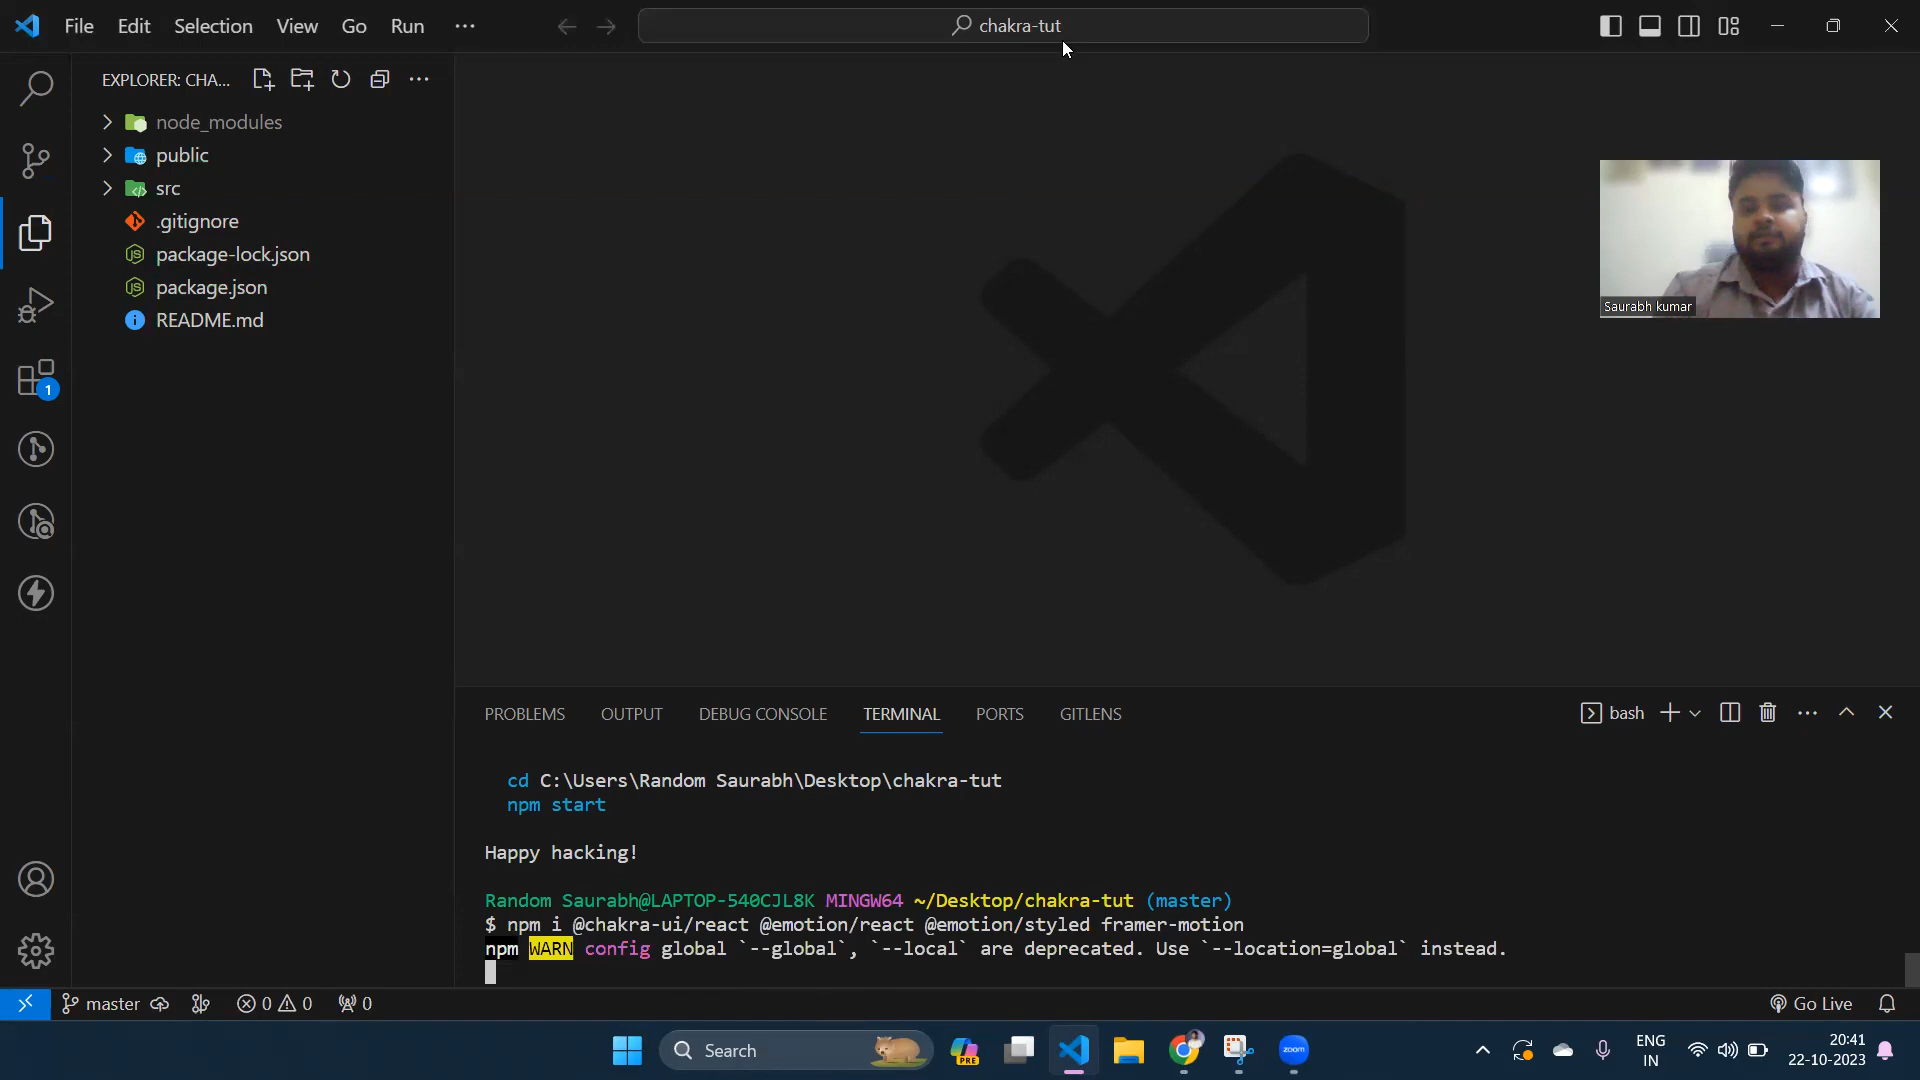 File Edit Selection View Go Run ···
chakra-tut
EXPLORER: CHA...
node_modules
public
src
.gitignore
package-lock.json
package.json
README.md
1
Saurabh kumar
PROBLEMS OUTPUT DEBUG CONSOLE TERMINAL PORTS GITLENS
bash
cd C:\Users\Random Saurabh\Desktop\chakra-tut
npm start
Happy hacking!
Random Saurabh@LAPTOP-540CJL8K MINGW64 ~/Desktop/chakra-tut (master)
$ npm i @chakra-ui/react @emotion/react @emotion/styled framer-motion
npm WARN config global `--global`, `--local` are deprecated. Use `--location=global` instead.
master 0 0 0 Go Live
Search
PRE
zoom
ENG
IN
20:41
22-10-2023